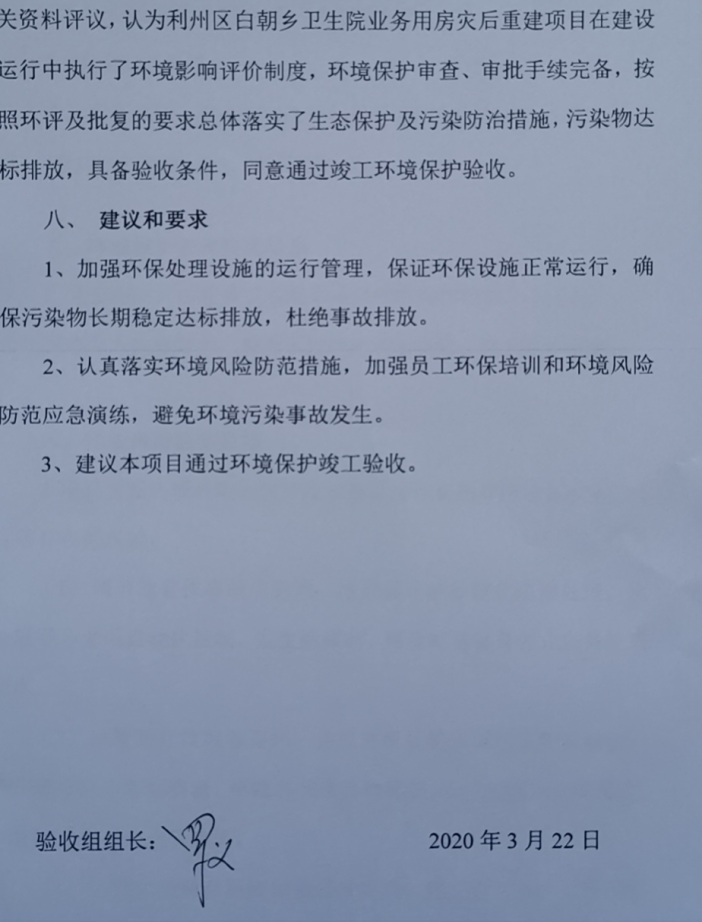 关资料评议，认为利州区白朝乡卫生院业务用房灾后重建项目在建设
运行中执行了环境影响评价制度，环境保护审查、审批手续完备，按
照环评及批复的要求总体落实了生态保护及污染防治措施，污染物达
标排放，具备验收条件，同意通过竣工环境保护验收。
八、 建议和要求
1、加强环保处理设施的运行管理，保证环保设施正常运行，确
保污染物长期稳定达标排放，杜绝事故排放。
2、认真落实环境风险防范措施，加强员工环保培训和环境风险
防范应急演练，避免环境污染事故发生。
3、建议本项目通过环境保护竣工验收。
验收组组长： 2020 年 3 月 22 日